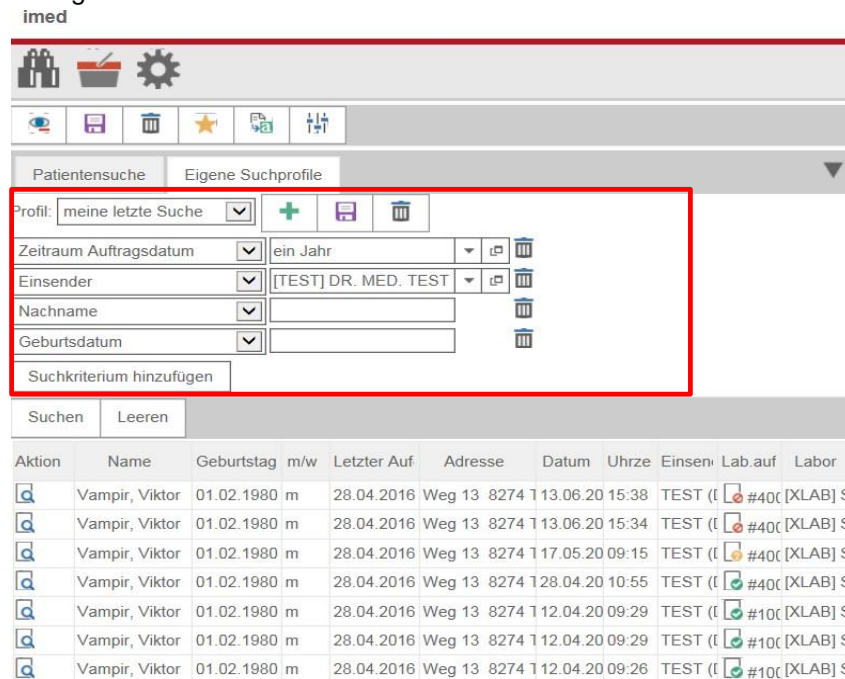 imed
Patientensuche Eigene Suchprofile
Profil: meine letzte Suche
Zeitraum Auftragsdatum ein Jahr
Einsender [TEST] DR. MED. TEST
Nachname
Geburtsdatum
Suchkriterium hinzufügen
Suchen Leeren
Aktion Name Geburtstag m/w Letzter Auf Adresse Datum Uhrze Einsen Lab.auf Labor
Vampir, Viktor 01.02.1980 m 28.04.2016 Weg 13 8274 T 13.06.20 15:38 TEST (D #400 [XLAB] S
Vampir, Viktor 01.02.1980 m 28.04.2016 Weg 13 8274 T 13.06.20 15:34 TEST (D #400 [XLAB] S
Vampir, Viktor 01.02.1980 m 28.04.2016 Weg 13 8274 T 17.05.20 09:15 TEST (D #400 [XLAB] S
Vampir, Viktor 01.02.1980 m 28.04.2016 Weg 13 8274 T 28.04.20 10:55 TEST (D #400 [XLAB] S
Vampir, Viktor 01.02.1980 m 28.04.2016 Weg 13 8274 T 12.04.20 09:29 TEST (D #100 [XLAB] S
Vampir, Viktor 01.02.1980 m 28.04.2016 Weg 13 8274 T 12.04.20 09:29 TEST (D #100 [XLAB] S
Vampir, Viktor 01.02.1980 m 28.04.2016 Weg 13 8274 T 12.04.20 09:26 TEST (D #100 [XLAB] S